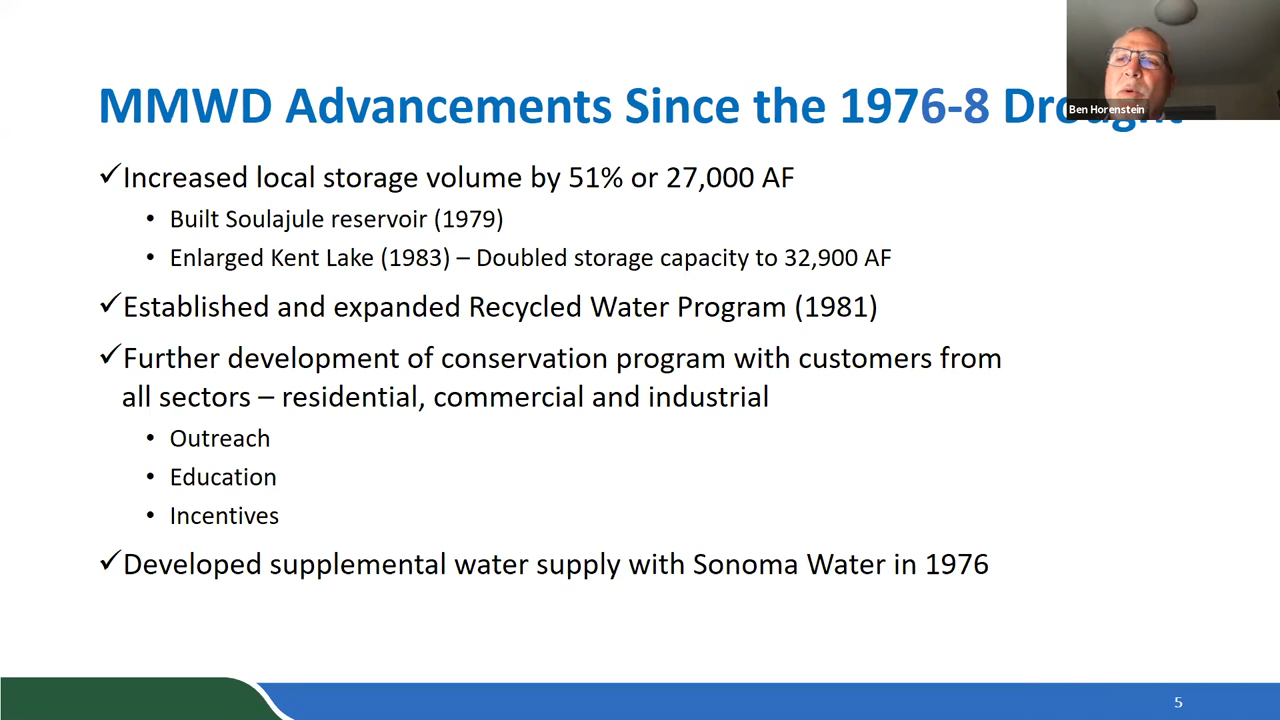 MMWD Advancements Since the 1976-8
Ben Horenstein
✓Increased local storage volume by 51% or 27,000 AF
• Built Soulajule reservoir (1979)
• Enlarged Kent Lake (1983) – Doubled storage capacity to 32,900 AF
✓Established and expanded Recycled Water Program (1981)
✓Further development of conservation program with customers from
all sectors – residential, commercial and industrial
• Outreach
• Education
• Incentives
✓Developed supplemental water supply with Sonoma Water in 1976
5